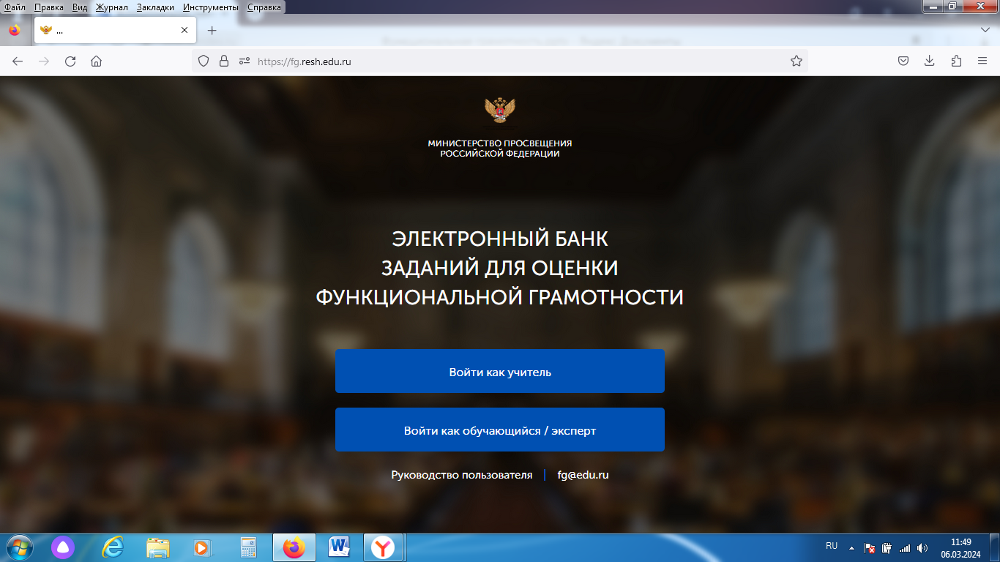 Файл Правка Вид Журнал Закладки Инструменты Справка
...
https://fg.resh.edu.ru
МИНИСТЕРСТВО ПРОСВЕЩЕНИЯ
РОССИЙСКОЙ ФЕДЕРАЦИИ
ЭЛЕКТРОННЫЙ БАНК
ЗАДАНИЙ ДЛЯ ОЦЕНКИ
ФУНКЦИОНАЛЬНОЙ ГРАМОТНОСТИ
Войти как учитель
Войти как обучающийся / эксперт
Руководство пользователя | fg@edu.ru
RU
11:49
06.03.2024